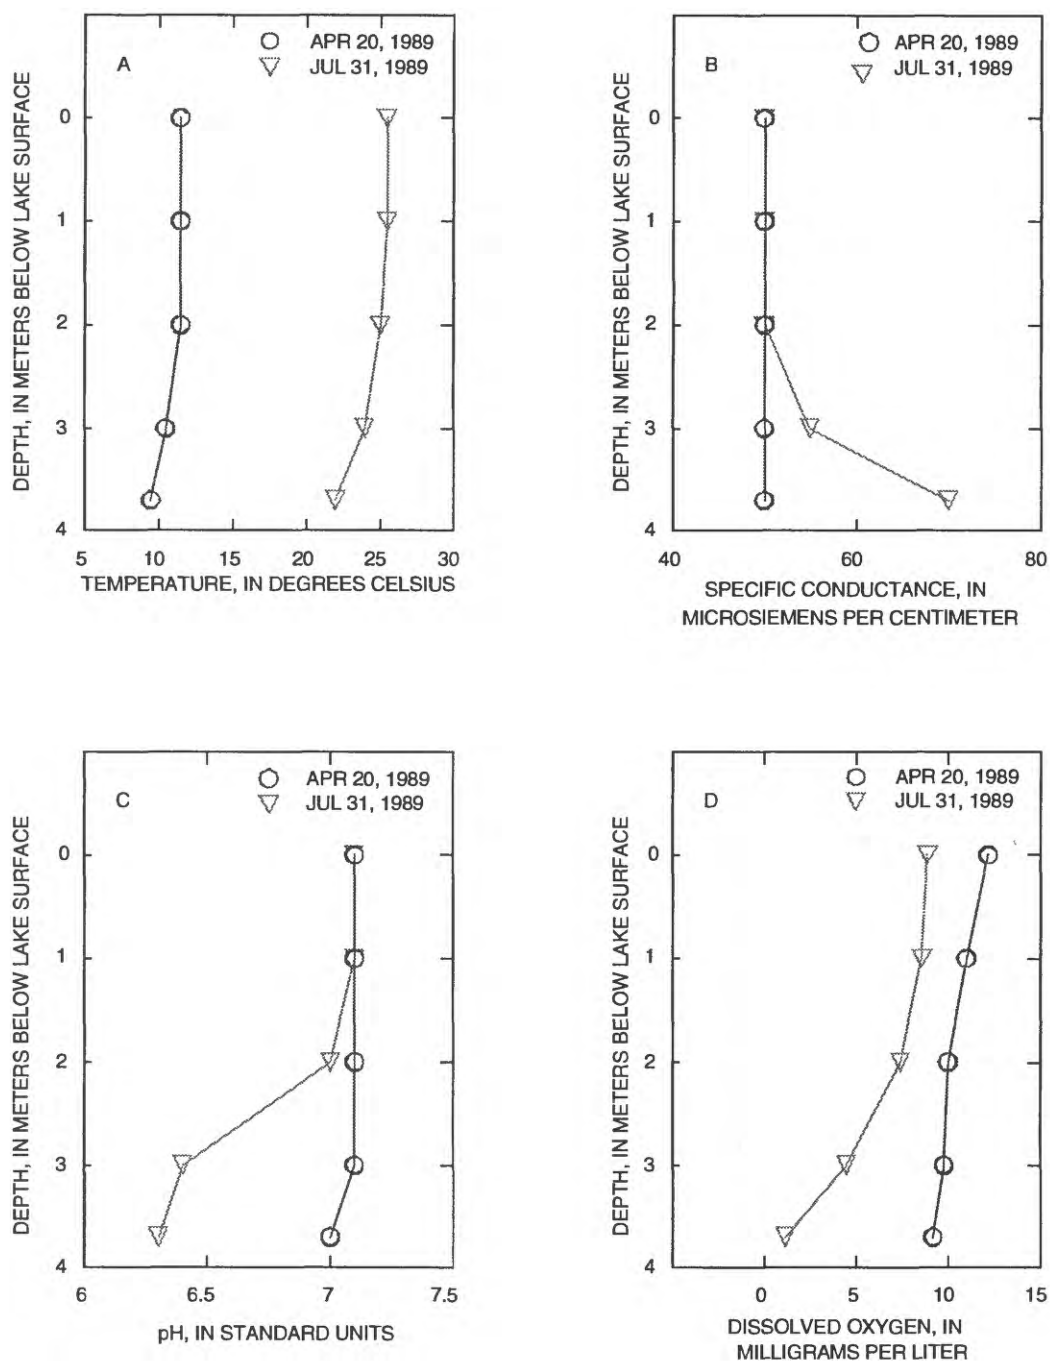 A
APR 20, 1989
JUL 31, 1989
DEPTH, IN METERS BELOW LAKE SURFACE
0
1
2
3
4
5 10 15 20 25 30
TEMPERATURE, IN DEGREES CELSIUS
B
APR 20, 1989
JUL 31, 1989
DEPTH, IN METERS BELOW LAKE SURFACE
0
1
2
3
4
40 60 80
SPECIFIC CONDUCTANCE, IN
MICROSIEMENS PER CENTIMETER
C
APR 20, 1989
JUL 31, 1989
DEPTH, IN METERS BELOW LAKE SURFACE
0
1
2
3
4
6 6.5 7 7.5
pH, IN STANDARD UNITS
D
APR 20, 1989
JUL 31, 1989
DEPTH, IN METERS BELOW LAKE SURFACE
0
1
2
3
4
0 5 10 15
DISSOLVED OXYGEN, IN
MILLIGRAMS PER LITER